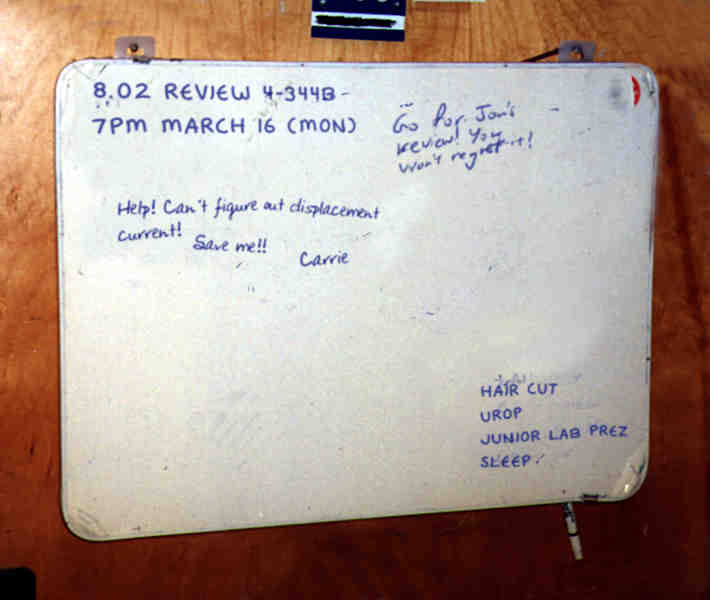 8.02 REVIEW 4-344B -
7PM MARCH 16 (MON)
Go For Jon's
review! You
won't regret it!
Help! Can't figure out displacement
current!
Save me!!
Carrie
HAIR CUT
UROP
JUNIOR LAB PREZ
SLEEP.